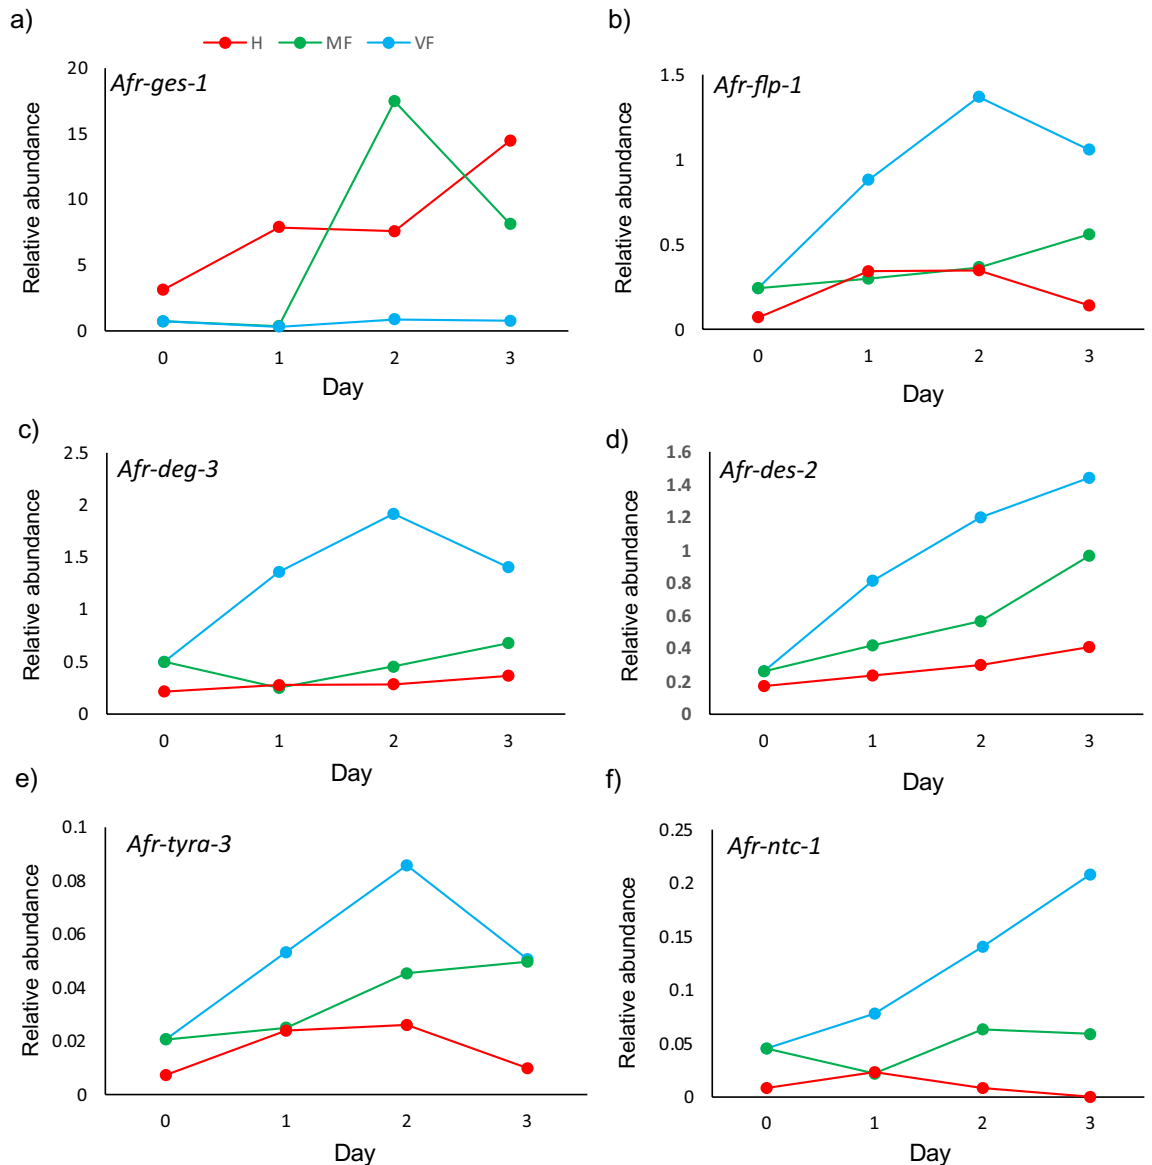 a)
H MF VF
Afr-ges-1
Relative abundance
20
15
10
5
0
0 1 2 3
Day
b)
Afr-flp-1
Relative abundance
1.5
1
0.5
0
0 1 2 3
Day
c)
Afr-deg-3
Relative abundance
2.5
2
1.5
1
0.5
0
0 1 2 3
Day
d)
Afr-des-2
Relative abundance
1.6
1.4
1.2
1
0.8
0.6
0.4
0.2
0
0 1 2 3
Day
e)
Afr-tyra-3
Relative abundance
0.1
0.08
0.06
0.04
0.02
0
0 1 2 3
Day
f)
Afr-ntc-1
Relative abundance
0.25
0.2
0.15
0.1
0.05
0
0 1 2 3
Day